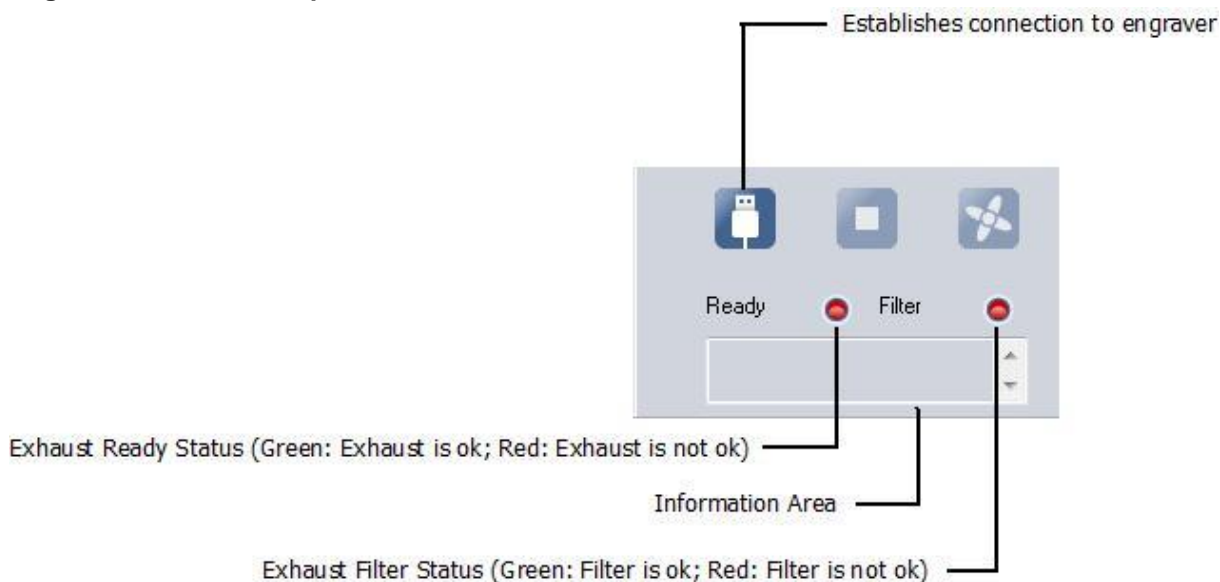 Establishes connection to engraver
Ready
Filter
Exhaust Ready Status (Green: Exhaust is ok; Red: Exhaust is not ok)
Information Area
Exhaust Filter Status (Green: Filter is ok; Red: Filter is not ok)